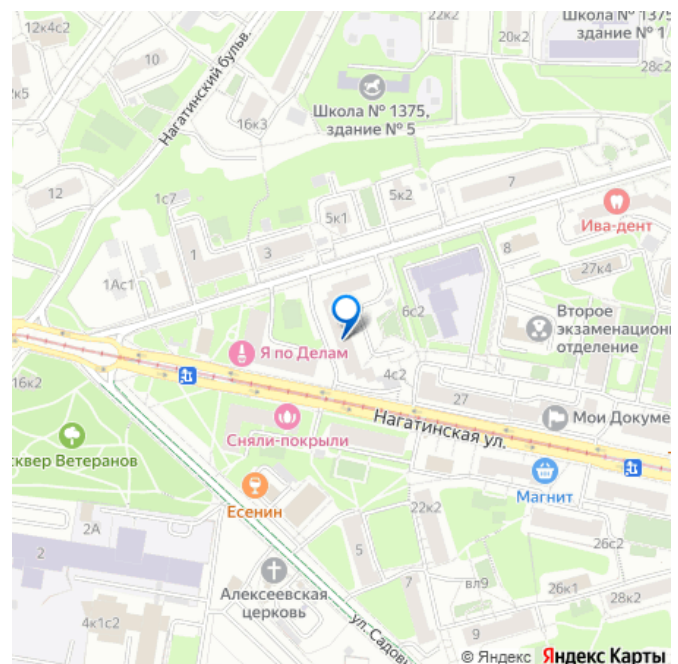 12к4с2
22к2
Школа № 1375,
здание № 1
20к2
28с2
10
Нагатинский бульв.
2к5
Школа № 1375,
здание № 5
16к3
12
1с7
5к2
7
Ива-дент
5к1
1
3
8
27к4
1Ас1
6с2
Второе
экзаменационн
отделение
Я по Делам
4с2
16к2
27
Мои Докуме
Сняли-покрыли
Нагатинская ул.
сквер Ветеранов
Магнит
Есенин
22к2
2А
2
5
26с2
Алексеевская
церковь
7
вл9
26к1
28к2
4к1с2
ул. Садовн
9
© Яндекс Яндекс Карты